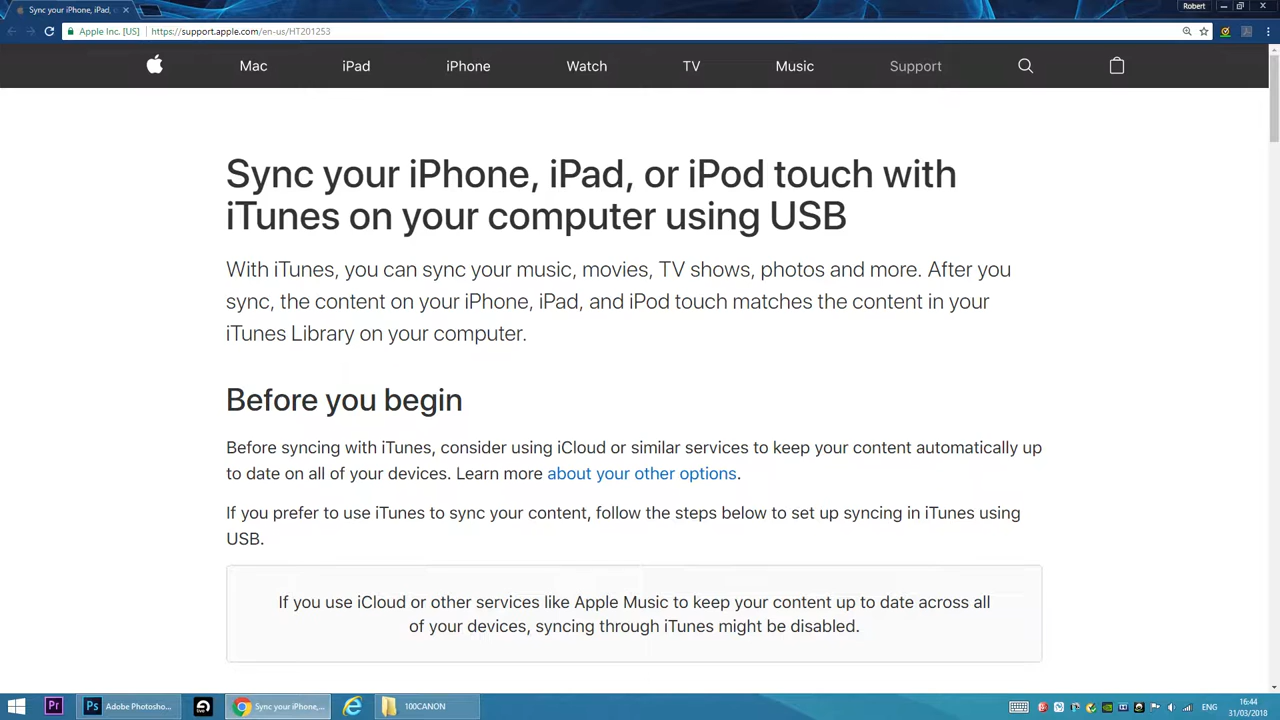 Sync your iPhone, iPad,
Robert
Apple Inc. [US]
https://support.apple.com/en-us/HT201253
Mac
iPad
iPhone
Watch
TV
Music
Support
Sync your iPhone, iPad, or iPod touch with
iTunes on your computer using USB
With iTunes, you can sync your music, movies, TV shows, photos and more. After you
sync, the content on your iPhone, iPad, and iPod touch matches the content in your
iTunes Library on your computer.
Before you begin
Before syncing with iTunes, consider using iCloud or similar services to keep your content automatically up
to date on all of your devices. Learn more about your other options.
If you prefer to use iTunes to sync your content, follow the steps below to set up syncing in iTunes using
USB.
If you use iCloud or other services like Apple Music to keep your content up to date across all
of your devices, syncing through iTunes might be disabled.
Pr
Ps
Adobe Photosho...
live
Sync your iPhone,...
100CANON
ENG
16:44
31/03/2018